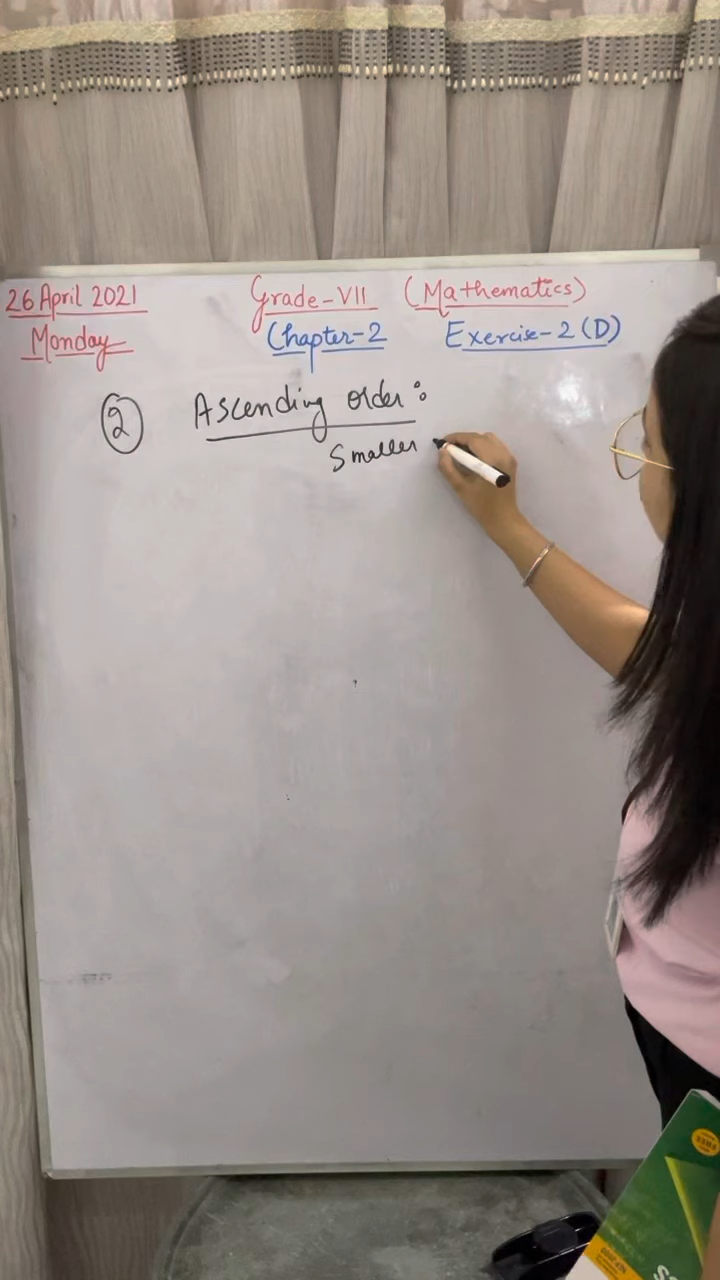 26 April 2021 Grade-VII (Mathematics)
Monday Chapter-2 Exercise-2(D)
2 Ascending order:
Smaller